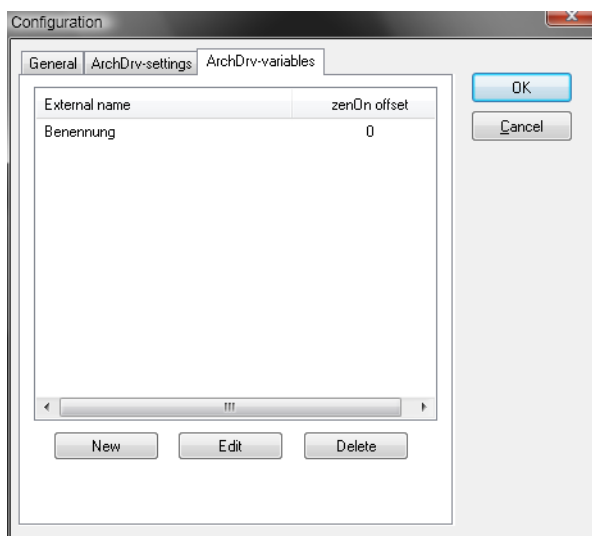 Configuration
General ArchDrv-settings ArchDrv-variables
External name zenOn offset
Benennung 0
New Edit Delete
OK
Cancel